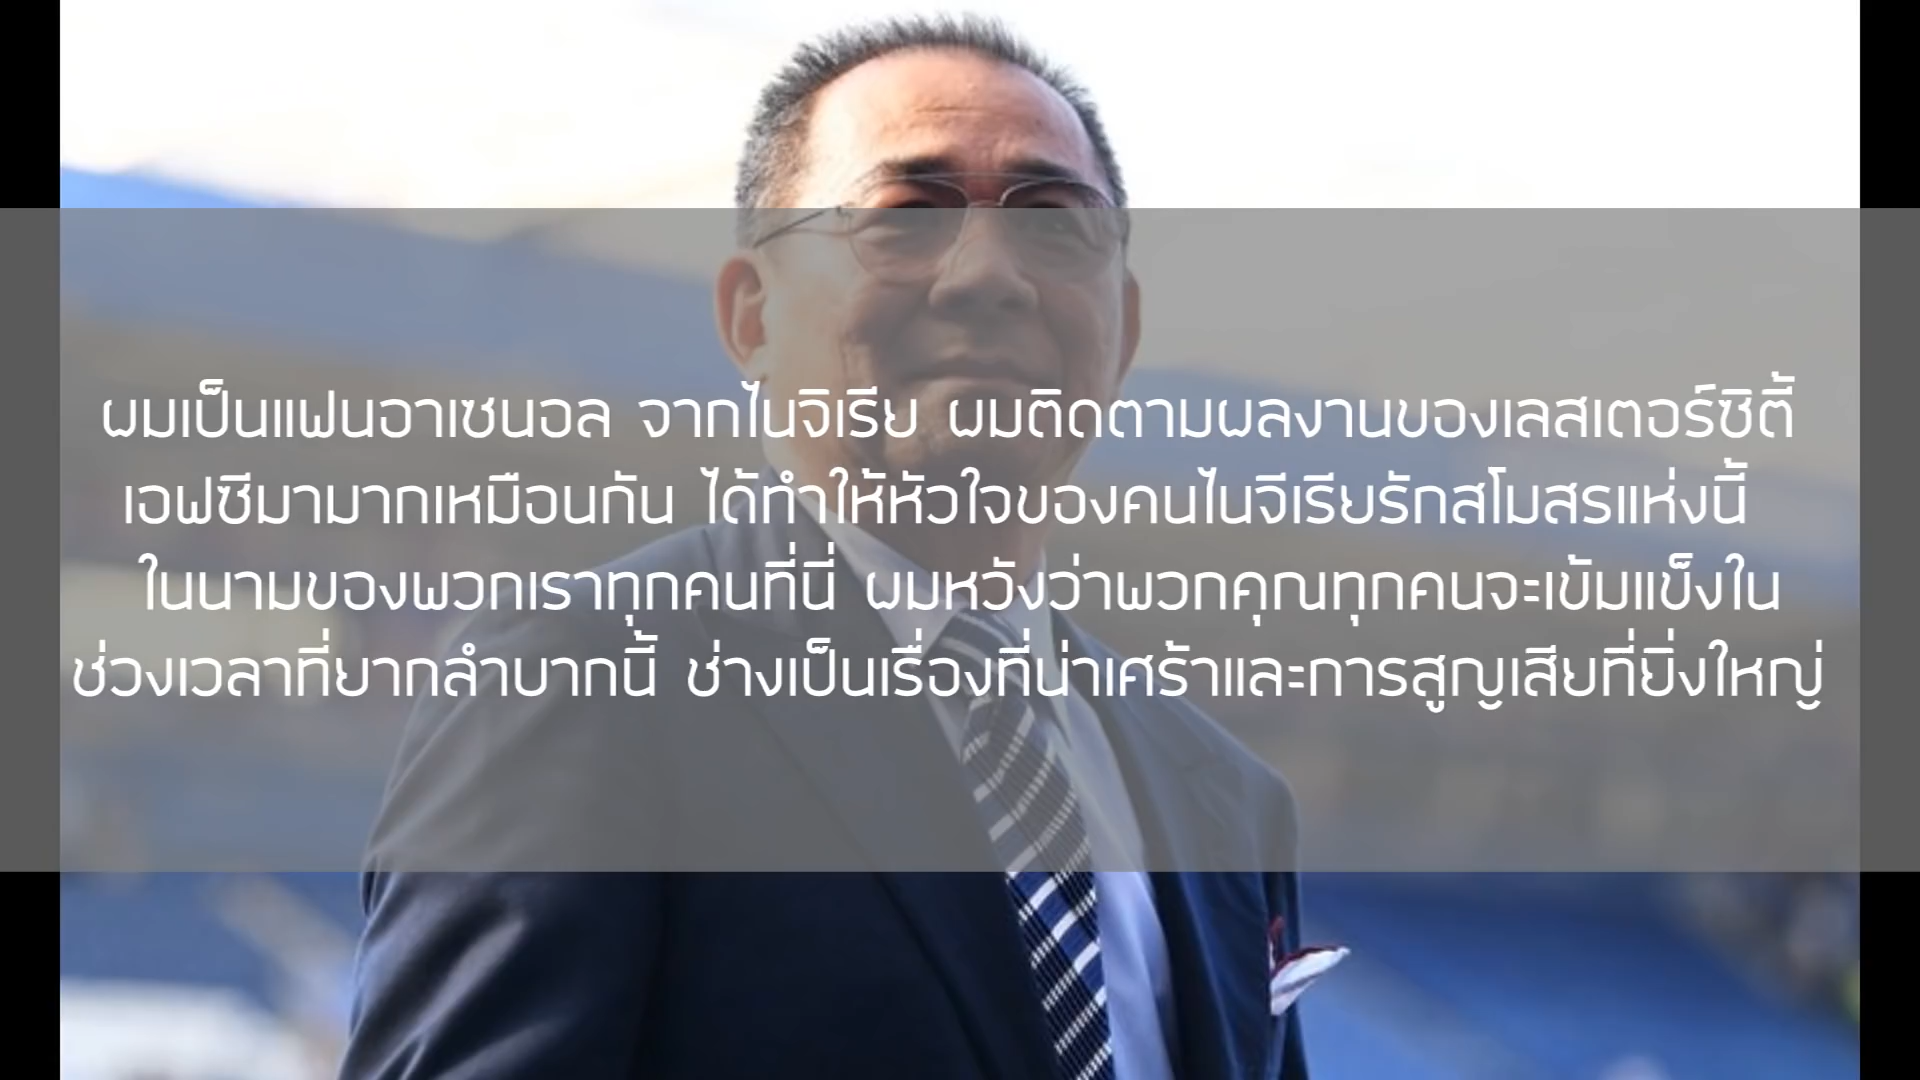 ผมเป็นแฟนอาเซนอล จากไนจิเรีย ผมติดตามผลงานของเลสเตอร์ซิตี้
เอฟซีมามากเหมือนกัน ได้ทำให้หัวใจของคนไนจีเรียรักสโมสรแห่งนี้
ในนามของพวกเราทุกคนที่นี่ ผมหวังว่าพวกคุณทุกคนจะเข้มแข็งใน
ช่วงเวลาที่ยากลำบากนี้ ช่างเป็นเรื่องที่น่าเศร้าและการสูญเสียที่ยิ่งใหญ่